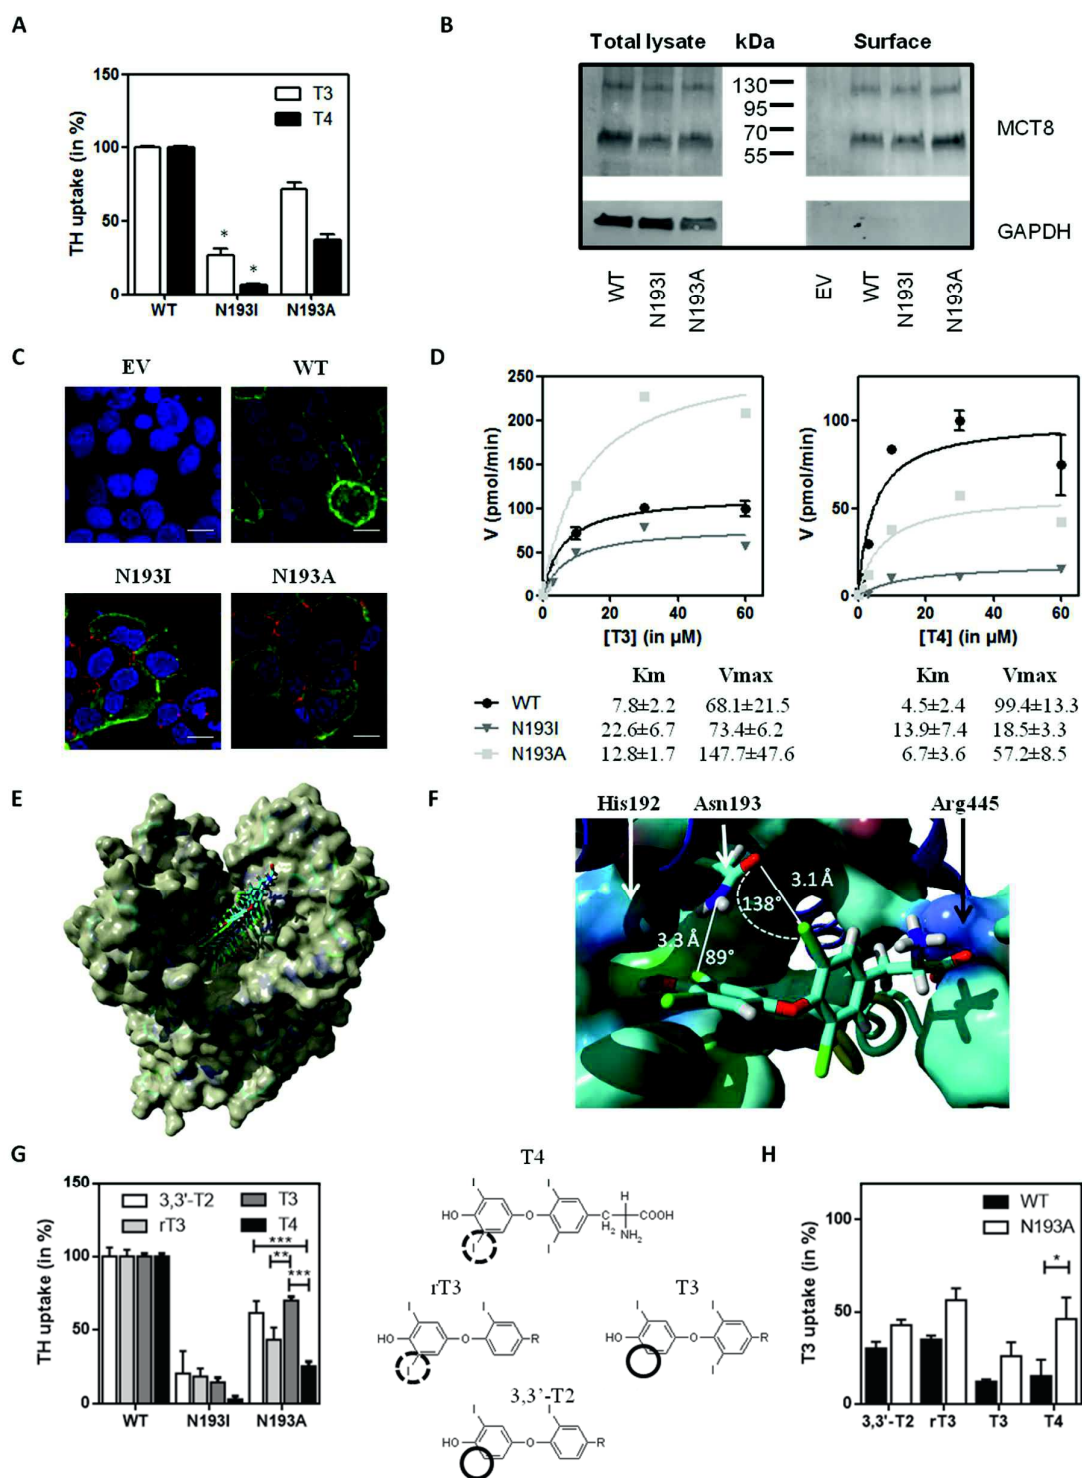 A
TH uptake (in %)
150
100
50
0
T3
T4
*
*
WT N193I N193A
B
Total lysate kDa Surface
130
95
70
55
MCT8
GAPDH
WT
N193I
N193A
EV
WT
N193I
N193A
C
EV WT
N193I N193A
D
V (pmol/min)
250
200
150
100
50
0
0 20 40 60
[T3] (in µM)
V (pmol/min)
100
50
0
0 20 40 60
[T4] (in µM)
Km Vmax Km Vmax
WT 7.8±2.2 68.1±21.5 4.5±2.4 99.4±13.3
N193I 22.6±6.7 73.4±6.2 13.9±7.4 18.5±3.3
N193A 12.8±1.7 147.7±47.6 6.7±3.6 57.2±8.5
E
F
His192 Asn193 Arg445
3.1 Å
138°
3.3 Å
89°
G
TH uptake (in %)
150
100
50
0
3,3'-T2 T3
rT3 T4
***
**
***
WT N193I N193A
T4
I I
HO O CH2 C COOH
H
NH2
I I
rT3
I I
HO O R
I
T3
I I
HO O R
I
3,3'-T2
I I
HO O R
H
T3 uptake (in %)
100
50
0
WT
N193A
*
3,3'-T2 rT3 T3 T4